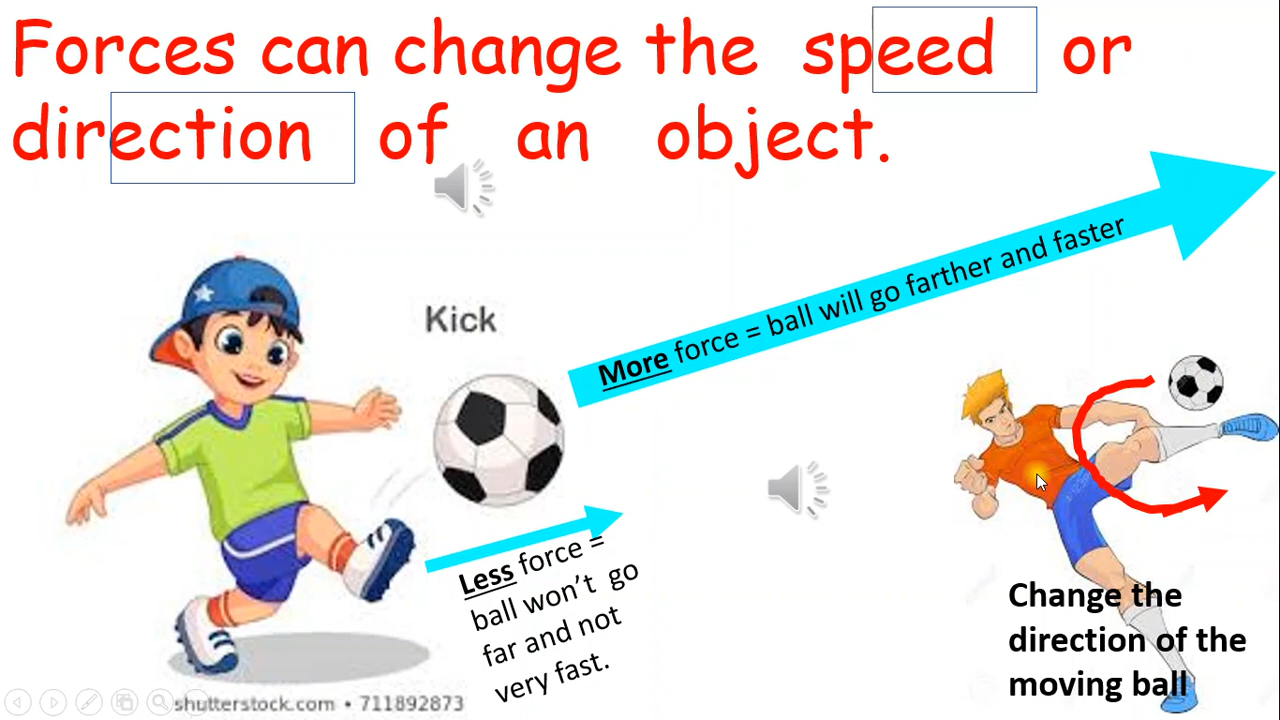 Forces can change the speed or
direction of an object.
Kick
More force = ball will go farther and faster
Less force =
ball won't go
far and not
very fast.
Change the
direction of the
moving ball
shutterstock.com • 711892873